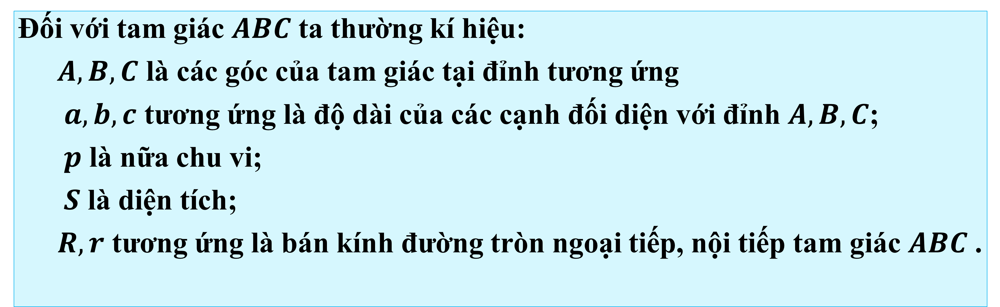 Đối với tam giác ABC ta thường kí hiệu:
A, B, C là các góc của tam giác tại đỉnh tương ứng
a, b, c tương ứng là độ dài của các cạnh đối diện với đỉnh A, B, C;
p là nữa chu vi;
S là diện tích;
R, r tương ứng là bán kính đường tròn ngoại tiếp, nội tiếp tam giác ABC .